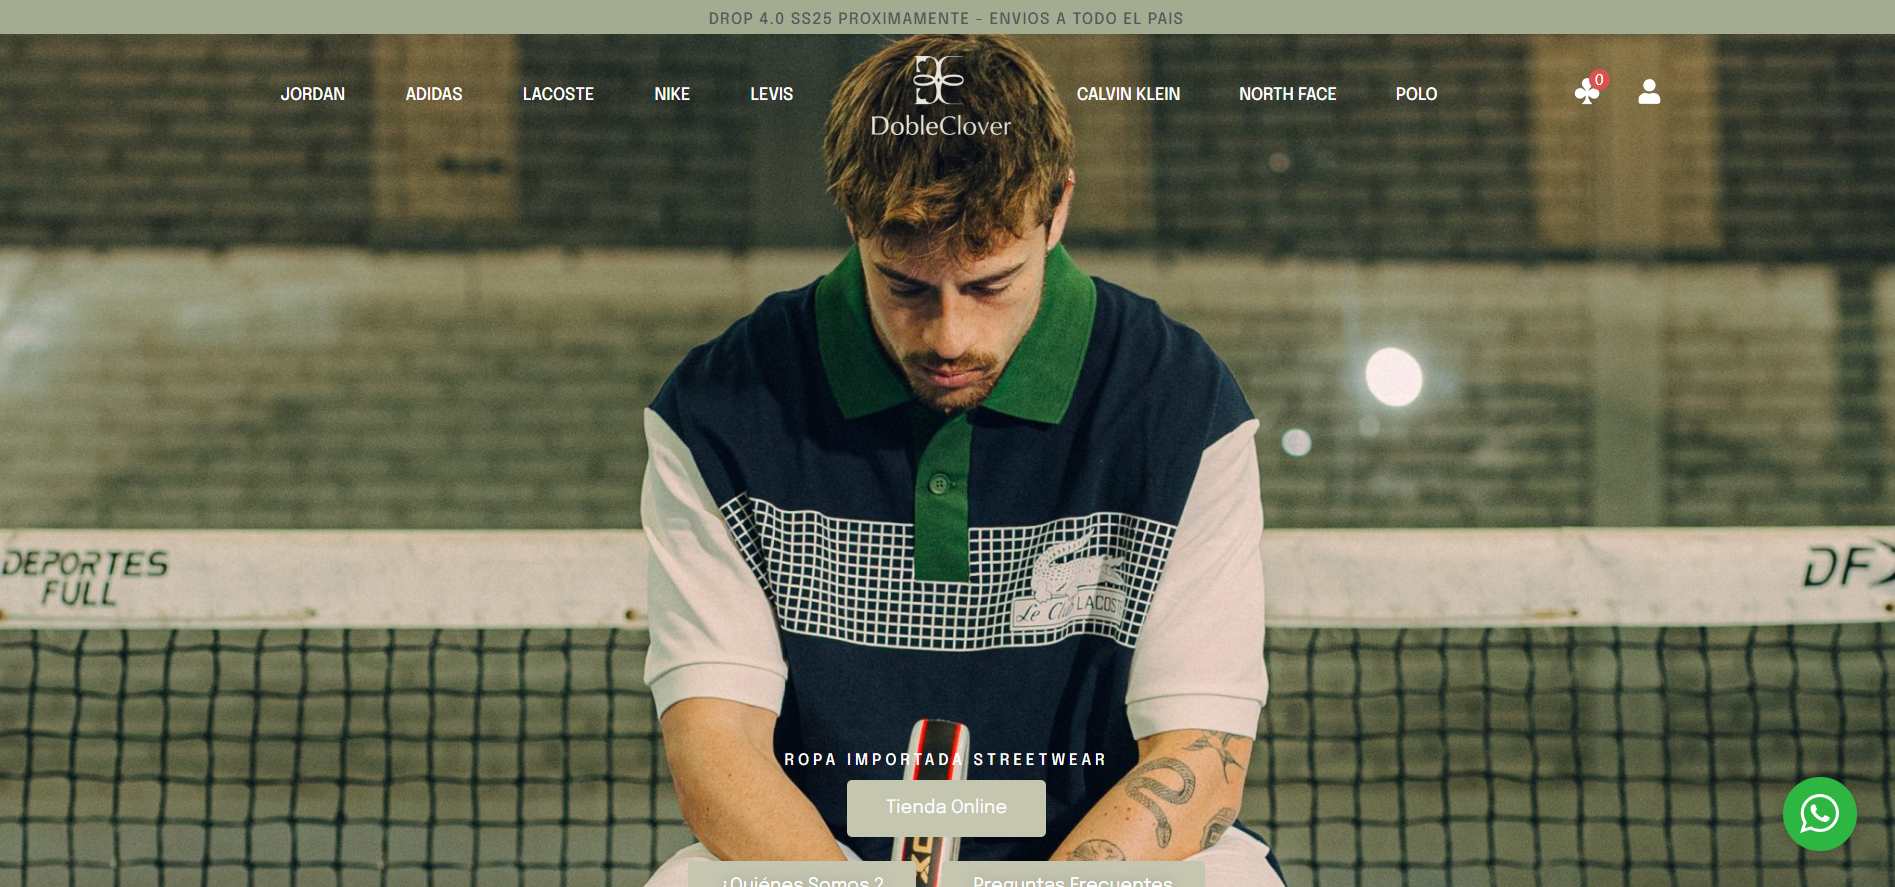 DROP 4.0 SS25 PROXIMAMENTE - ENVIOS A TODO EL PAIS
JORDAN
ADIDAS
LACOSTE
NIKE
LEVIS
DobleClover
CALVIN KLEIN
NORTH FACE
POLO
0
DEPORTES
FULL
DF
Le Club LACOSTE
ROPA IMPORTADA STREETWEAR
Tienda Online
¿Quiénes Somos ?
Preguntas Frecuentes